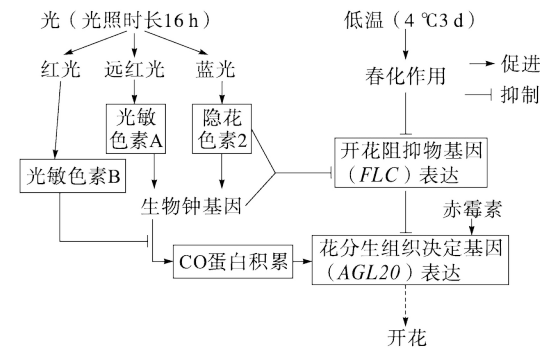 光（光照时长16 h）
低温（4 ℃3 d）
红光 远红光 蓝光
促进
春化作用
抑制
光敏
色素A
隐花
色素2
开花阻抑物基因
（FLC）表达
光敏色素B
生物钟基因
赤霉素
花分生组织决定基因
（AGL20）表达
CO蛋白积累
开花